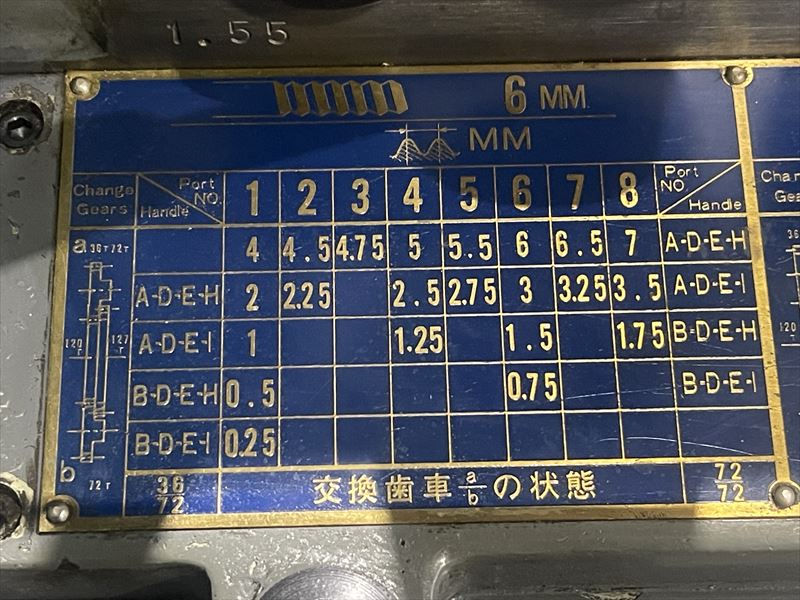 1.55
6 MM
MM
Change Gears Port NO. Handle 1 2 3 4 5 6 7 8 Port NO. Handle
a 36T 72T 4 4.5 4.75 5 5.5 6 6.5 7 A-D-E-H
A-D-E-H 2 2.25 2.5 2.75 3 3.25 3.5 A-D-E-I
120T 127T A-D-E-I 1 1.25 1.5 1.75 B-D-E-H
B-D-E-H 0.5 0.75 B-D-E-I
B-D-E-I 0.25
b 72T 36/72 交換歯車 a/b の状態 72/72